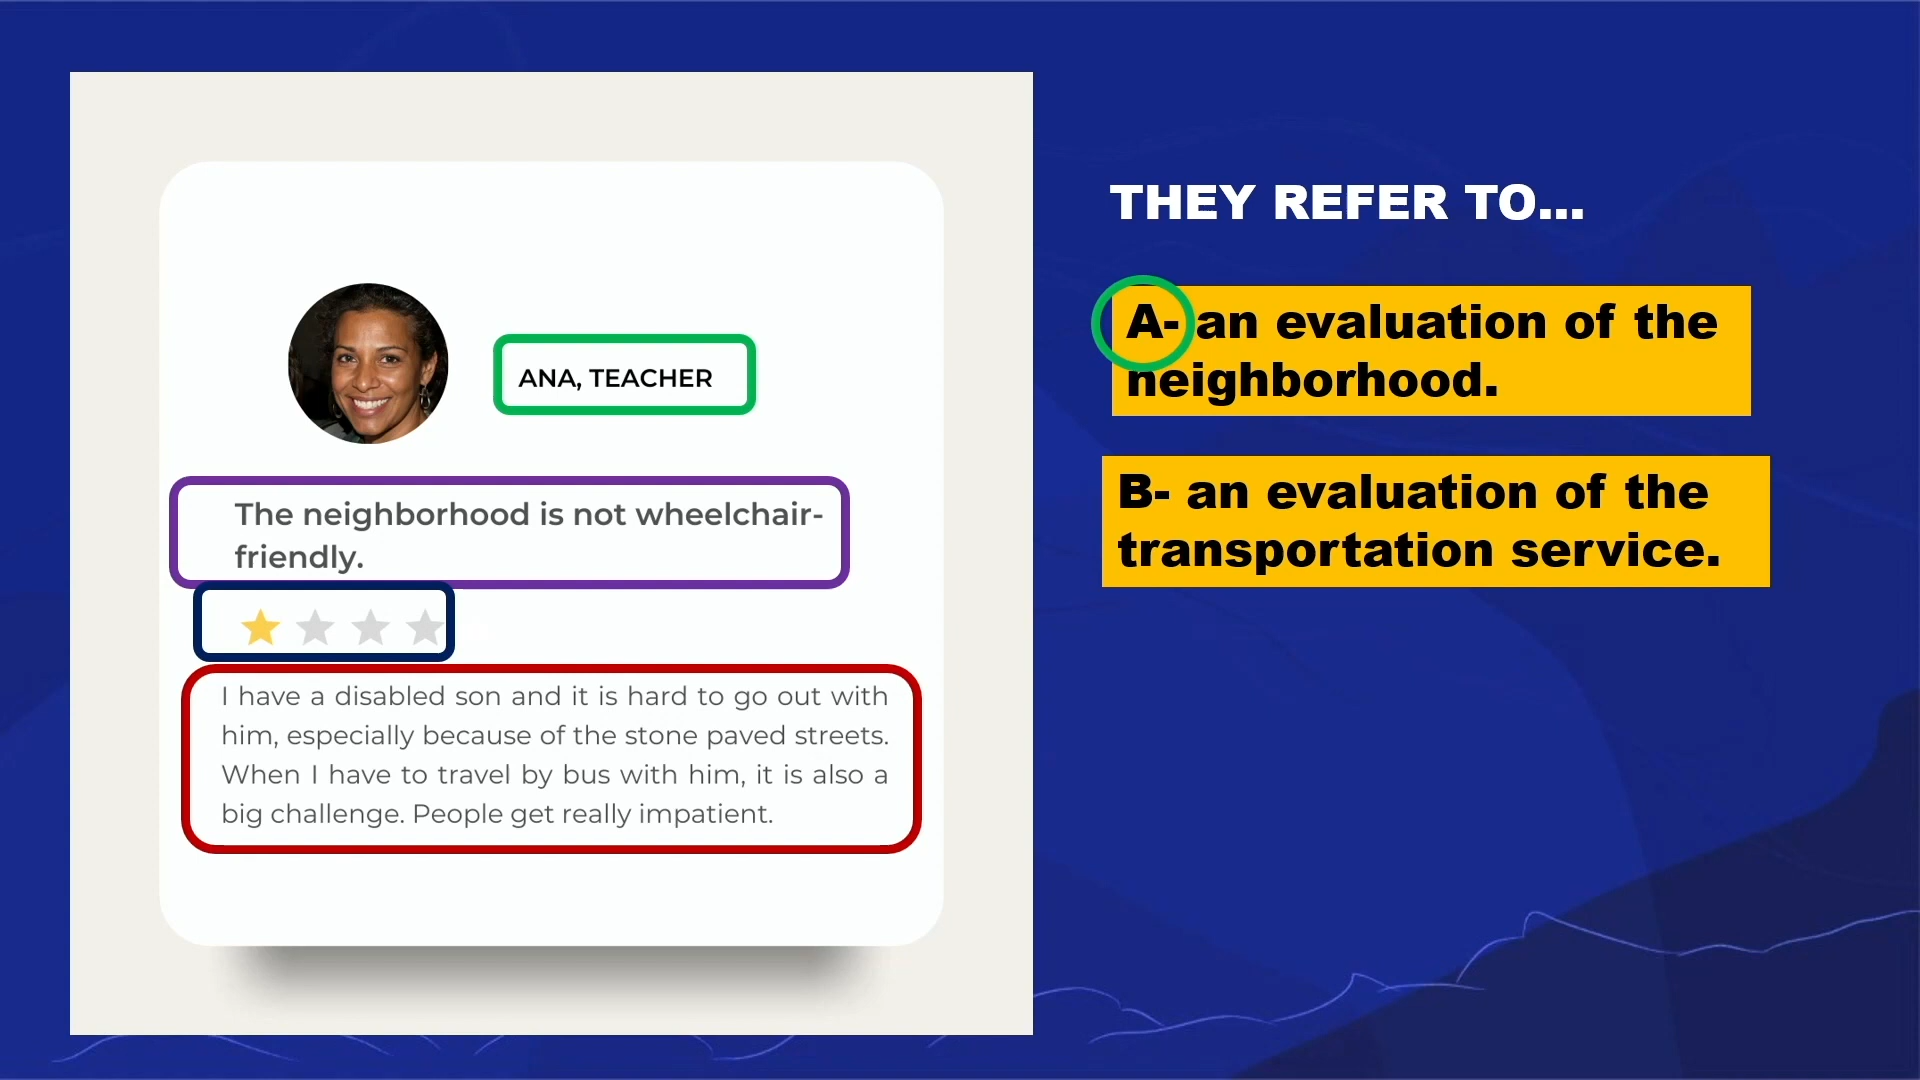 ANA, TEACHER
The neighborhood is not wheelchair-
friendly.
I have a disabled son and it is hard to go out with
him, especially because of the stone paved streets.
When I have to travel by bus with him, it is also a
big challenge. People get really impatient.
THEY REFER TO...
A- an evaluation of the
neighborhood.
B- an evaluation of the
transportation service.